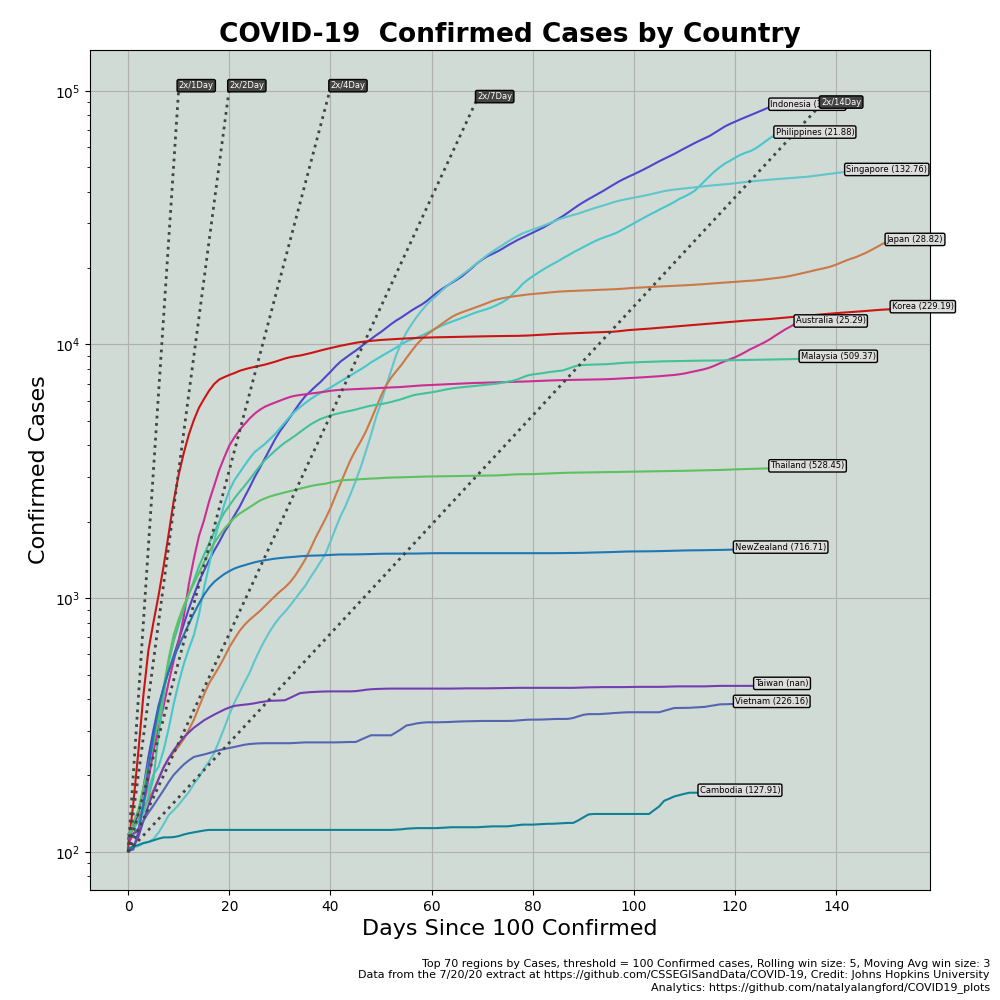 COVID-19  Confirmed Cases by Country
2x/1Day
2x/2Day
2x/4Day
2x/7Day
Indonesia
2x/14Day
Philippines (21.88)
Singapore (132.76)
Japan (28.82)
Korea (229.19)
Australia (25.29)
Malaysia (509.37)
Thailand (528.45)
NewZealand (716.71)
Taiwan (nan)
Vietnam (226.16)
Cambodia (127.91)
Confirmed Cases
10^5
10^4
10^3
10^2
0 20 40 60 80 100 120 140
Days Since 100 Confirmed
Top 70 regions by Cases, threshold = 100 Confirmed cases, Rolling win size: 5, Moving Avg win size: 3
Data from the 7/20/20 extract at https://github.com/CSSEGISandData/COVID-19, Credit: Johns Hopkins University
Analytics: https://github.com/natalyalangford/COVID19_plots